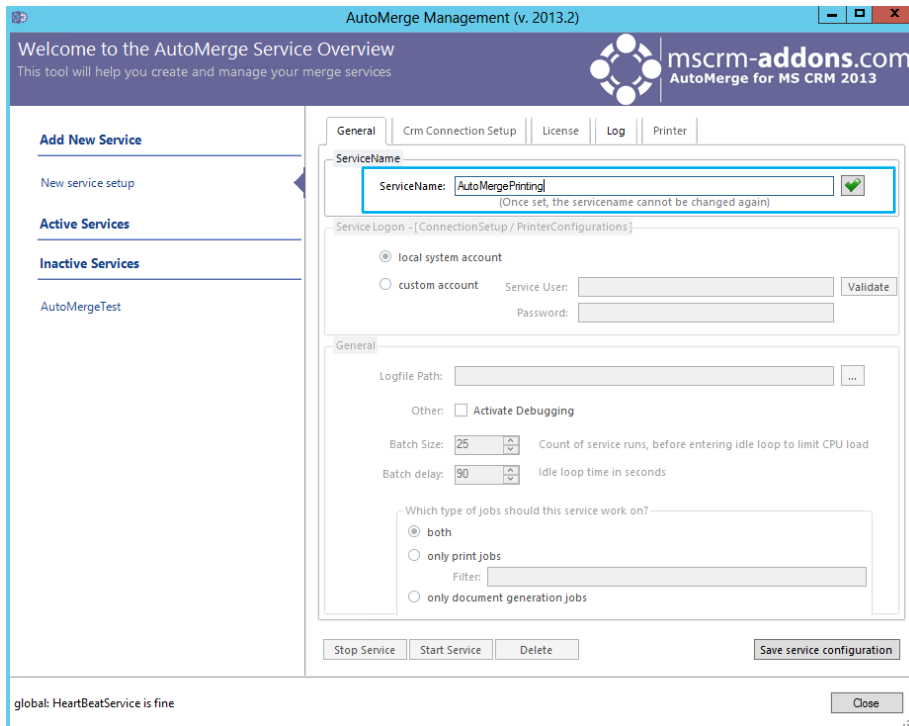 AutoMerge Management (v. 2013.2)
Welcome to the AutoMerge Service Overview
This tool will help you create and manage your merge services
mscrm-addons.com
AutoMerge for MS CRM 2013
Add New Service
New service setup
Active Services
Inactive Services
AutoMergeTest
General
Crm Connection Setup
License
Log
Printer
ServiceName
ServiceName: AutoMergePrinting
(Once set, the servicename cannot be changed again)
Service Logon - [ConnectionSetup / PrinterConfigurations]
local system account
custom account
Service User:
Validate
Password:
General
Logfile Path:
...
Other: Activate Debugging
Batch Size: 25 Count of service runs, before entering idle loop to limit CPU load
Batch delay: 90 Idle loop time in seconds
Which type of jobs should this service work on?
both
only print jobs
Filter:
only document generation jobs
Stop Service
Start Service
Delete
Save service configuration
global: HeartBeatService is fine
Close